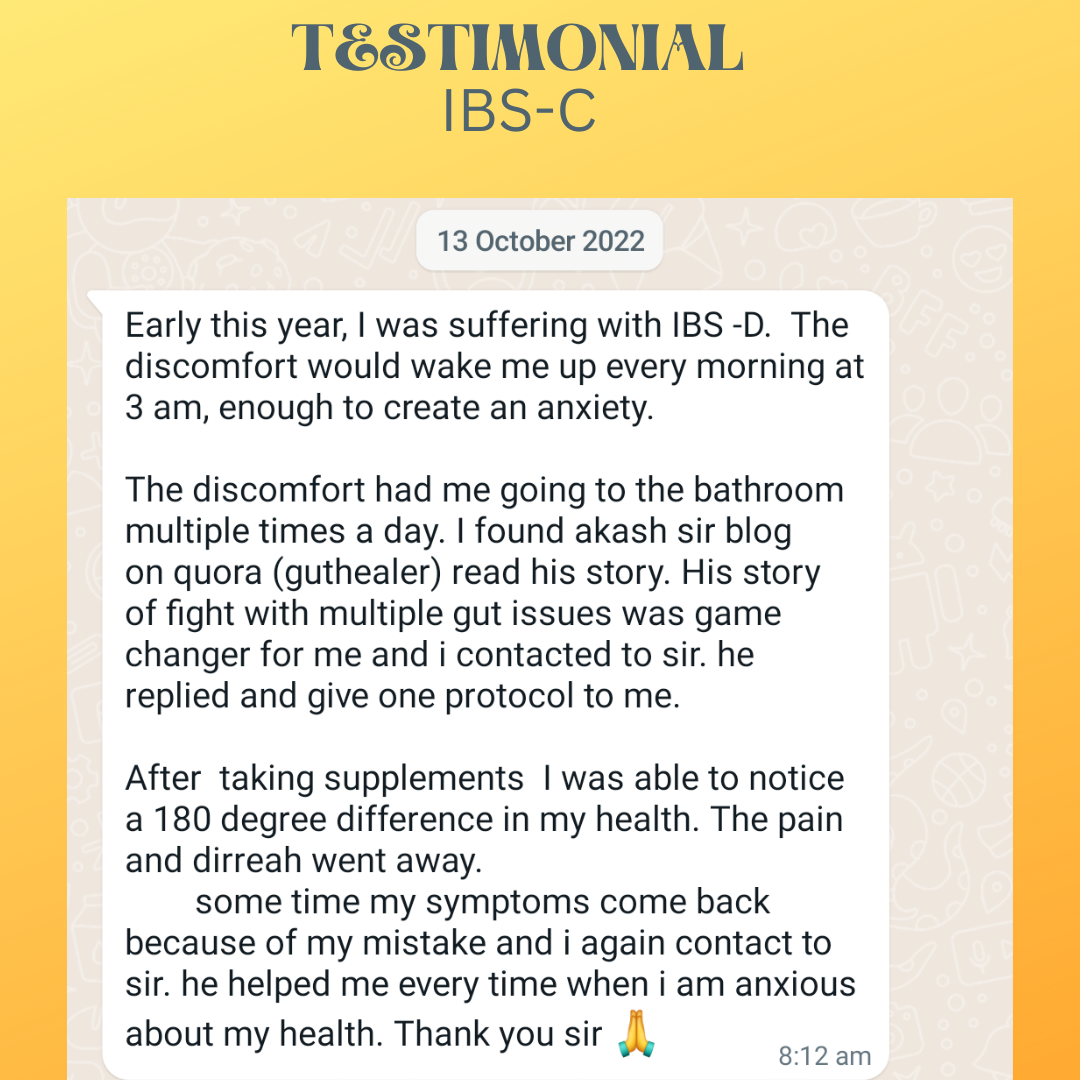 TESTIMONIAL
IBS-C
13 October 2022
Early this year, I was suffering with IBS -D.  The
discomfort would wake me up every morning at
3 am, enough to create an anxiety.
The discomfort had me going to the bathroom
multiple times a day. I found akash sir blog
on quora (guthealer) read his story. His story
of fight with multiple gut issues was game
changer for me and i contacted to sir. he
replied and give one protocol to me.
After  taking supplements  I was able to notice
a 180 degree difference in my health. The pain
and dirreah went away.
some time my symptoms come back
because of my mistake and i again contact to
sir. he helped me every time when i am anxious
about my health. Thank you sir 🙏
8:12 am